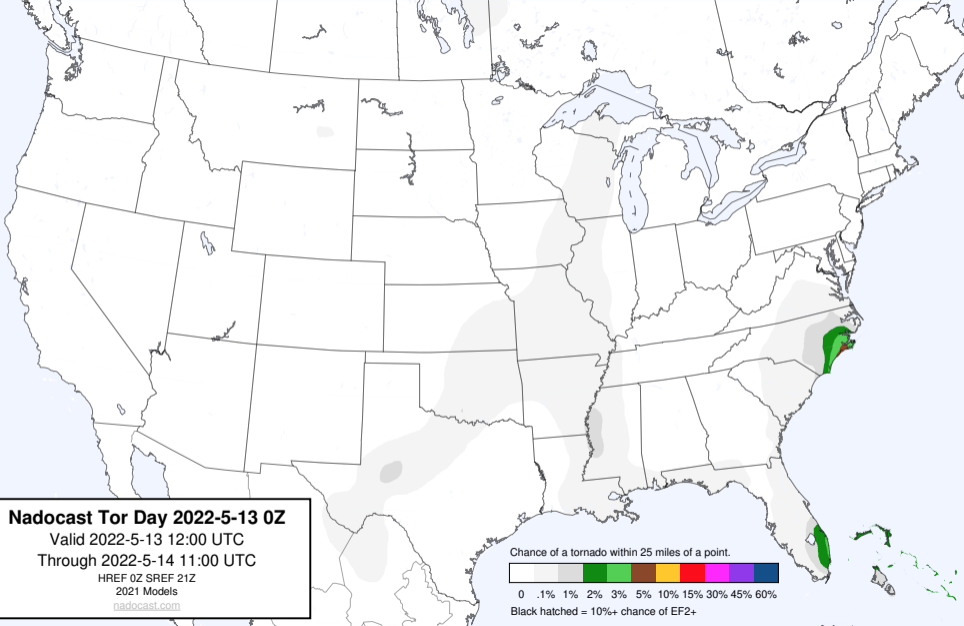 Nadocast Tor Day 2022-5-13 0Z
Valid 2022-5-13 12:00 UTC
Through 2022-5-14 11:00 UTC
HREF 0Z SREF 21Z
2021 Models
nadocast.com
Chance of a tornado within 25 miles of a point.
0 .1% 1% 2% 3% 5% 10% 15% 30% 45% 60%
Black hatched = 10%+ chance of EF2+